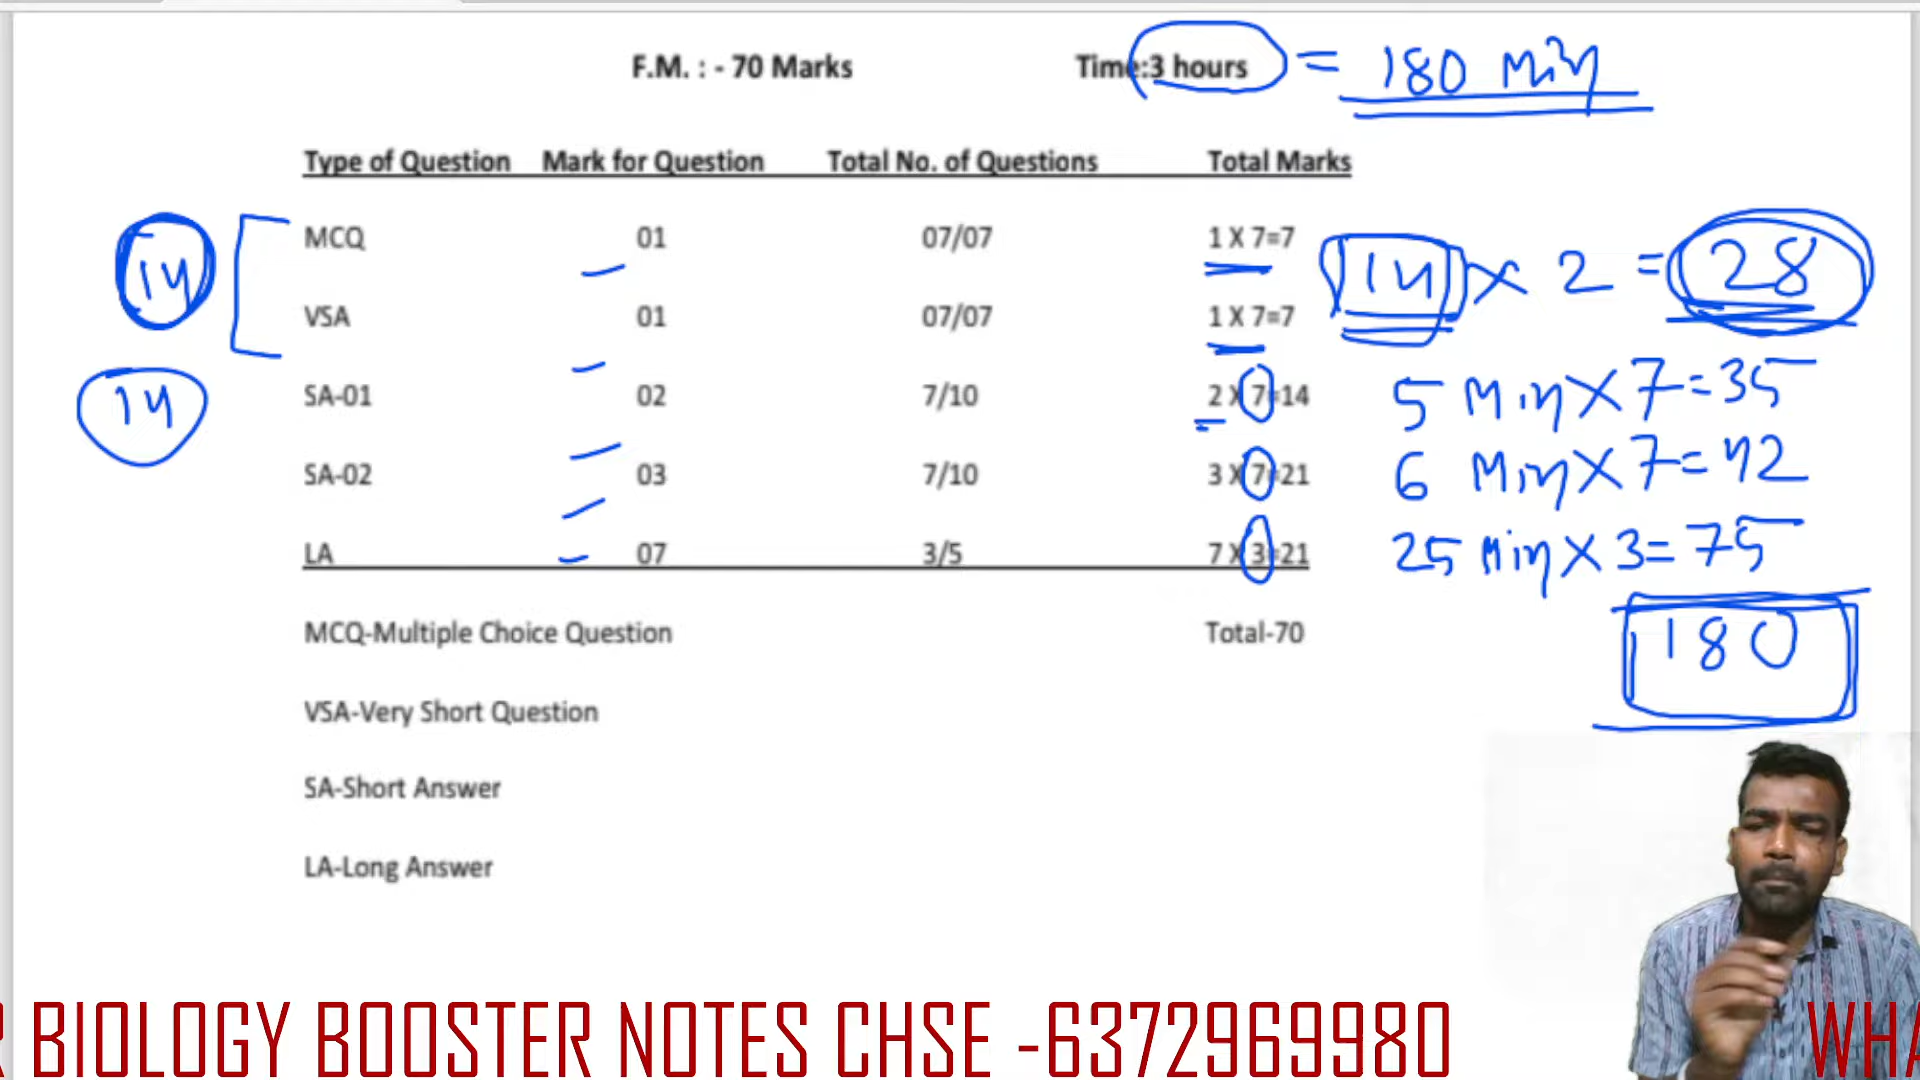 F.M. : - 70 Marks Time:3 hours = 180 Min
Type of Question Mark for Question Total No. of Questions Total Marks
14 MCQ 01 07/07 1 X 7=7 14 × 2 = 28
VSA 01 07/07 1 X 7=7
14 SA-01 02 7/10 2 X 7=14 5 Min × 7 = 35
SA-02 03 7/10 3 X 7=21 6 Min × 7 = 42
LA 07 3/5 7 X 3=21 25 Min × 3 = 75
180
MCQ-Multiple Choice Question Total-70
VSA-Very Short Question
SA-Short Answer
LA-Long Answer
BIOLOGY BOOSTER NOTES CHSE -6372969980